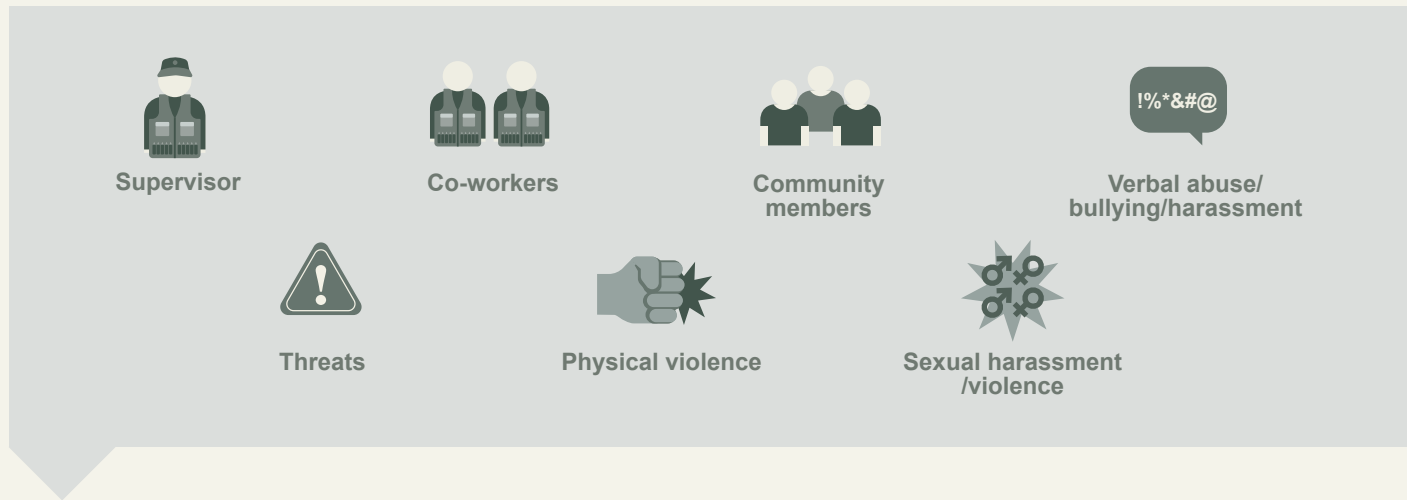 !%*&#@
Supervisor
Co-workers
Community
members
Verbal abuse/
bullying/harassment
Threats
Physical violence
Sexual harassment
/violence